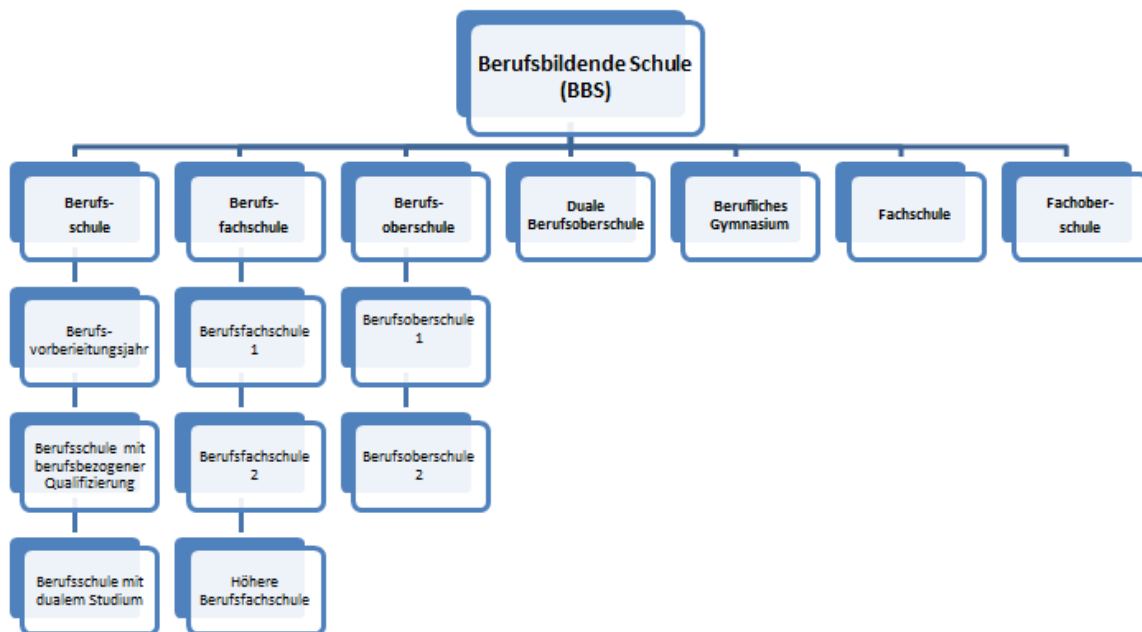 Berufsbildende Schule
(BBS)
Berufs-
schule
Berufs-
fachschule
Berufs-
oberschule
Duale
Berufsoberschule
Berufliches
Gymnasium
Fachschule
Fachober-
schule
Berufs-
vorberieitungsjahr
Berufsfachschule
1
Berufsoberschule
1
Berufsschule mit
berufsbezogener
Qualifizierung
Berufsfachschule
2
Berufsoberschule
2
Berufsschule mit
dualem Studium
Höhere
Berufsfachschule